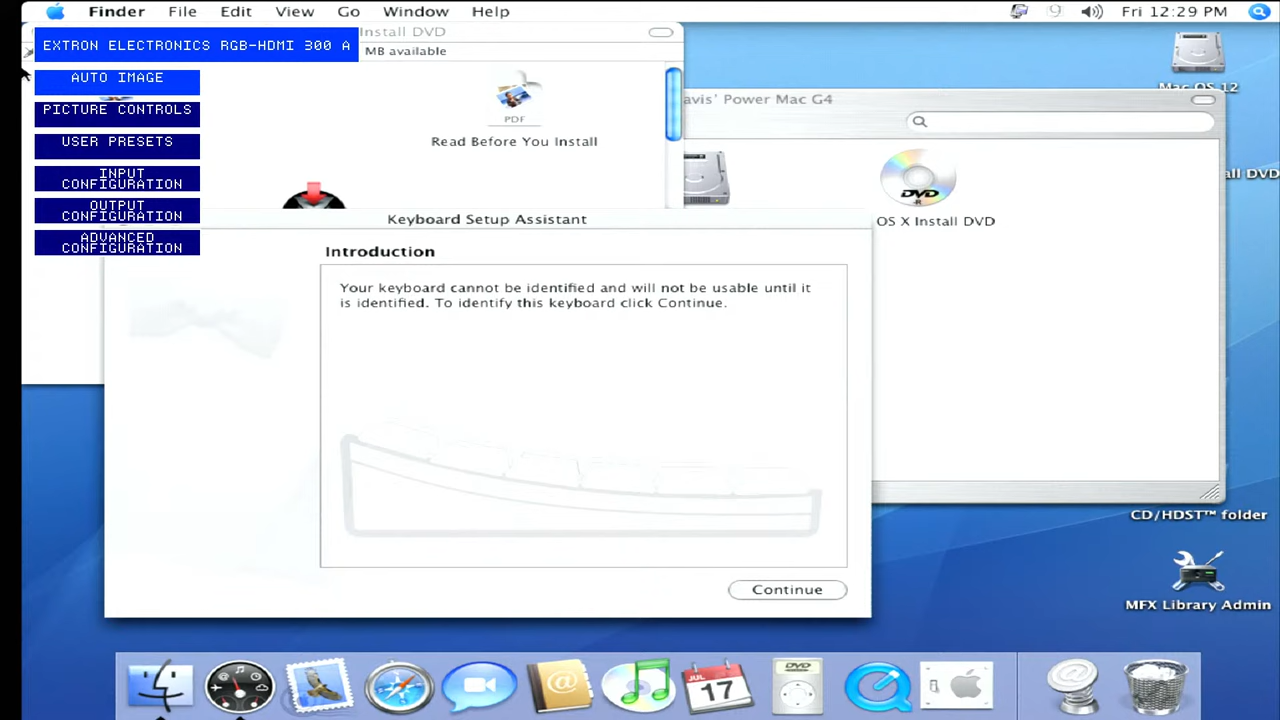 Finder File Edit View Go Window Help
9 Fri 12:29 PM
EXTRON ELECTRONICS RGB-HDMI 300 A
AUTO IMAGE
PICTURE CONTROLS
USER PRESETS
INPUT
CONFIGURATION
OUTPUT
CONFIGURATION
ADVANCED
CONFIGURATION
Install DVD
MB available
PDF
Read Before You Install
avis' Power Mac G4
DVD
-R
OS X Install DVD
Mac OS 12
all DVD
Keyboard Setup Assistant
Introduction
Your keyboard cannot be identified and will not be usable until it
is identified. To identify this keyboard click Continue.
Continue
CD/HDST™ folder
MFX Library Admin
JUL
17
DVD